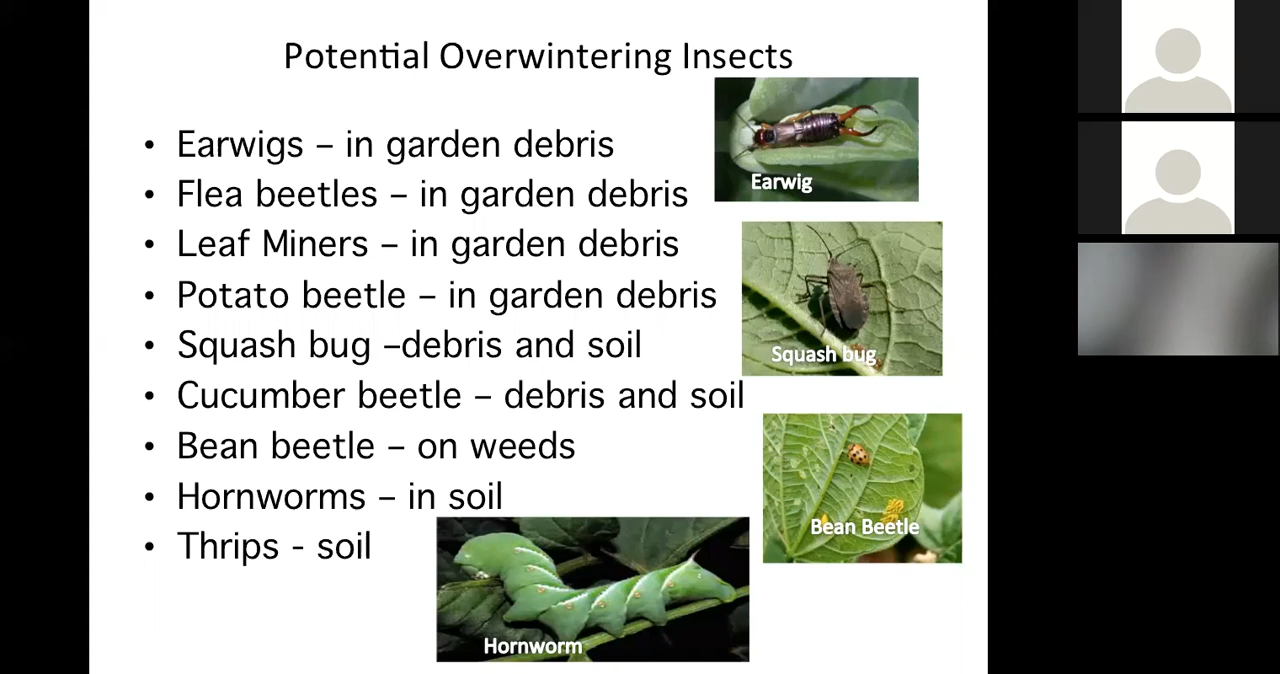 Potential Overwintering Insects
• Earwigs – in garden debris
• Flea beetles – in garden debris
• Leaf Miners – in garden debris
• Potato beetle – in garden debris
• Squash bug –debris and soil
• Cucumber beetle – debris and soil
• Bean beetle – on weeds
• Hornworms – in soil
• Thrips - soil
Earwig
Squash bug
Bean Beetle
Hornworm